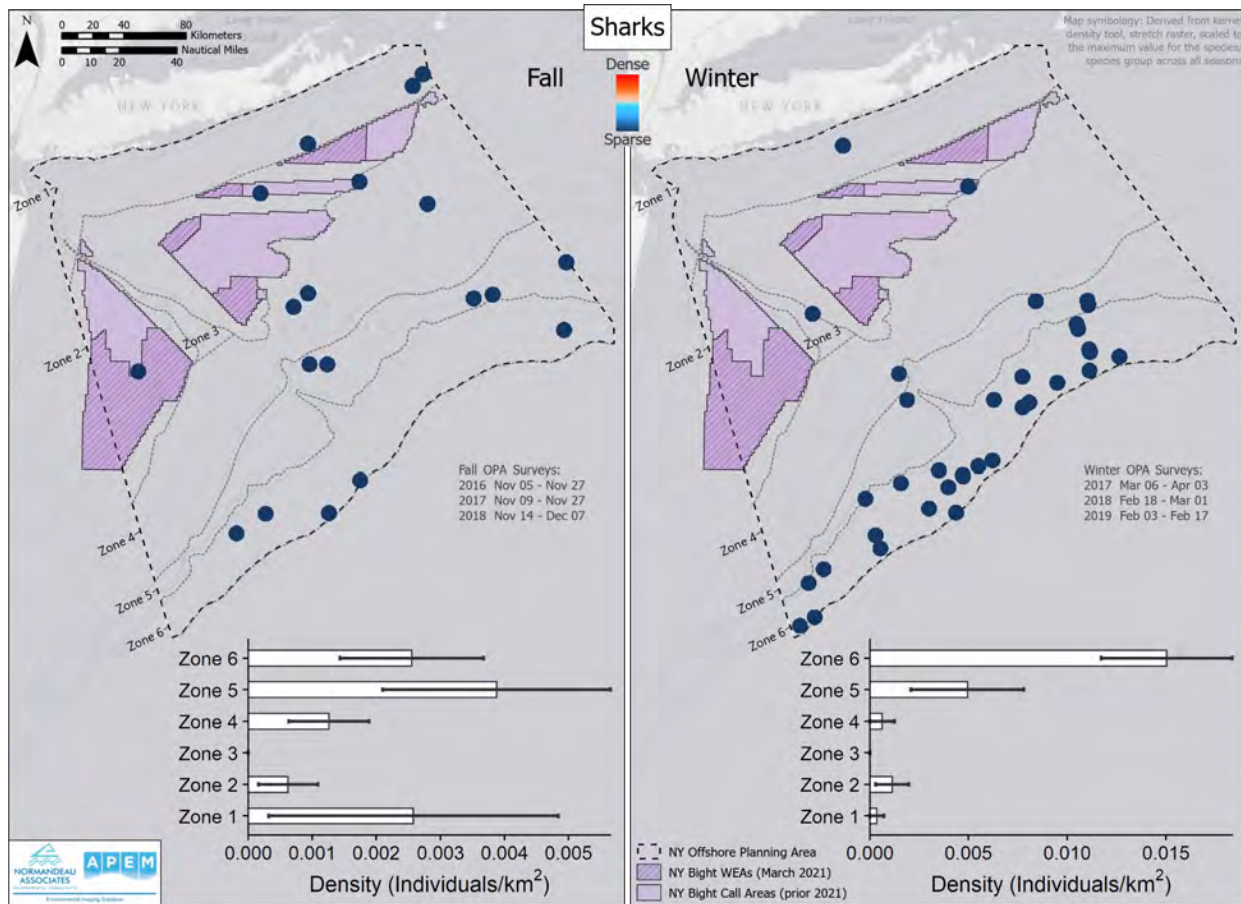 Sharks
N
0 20 40 80
Kilometers
Nautical Miles
0 10 20 40
Fall
Dense
Sparse
Winter
Map symbology: Derived from kernel
density tool, stretch raster, scaled to
the maximum value for the species/
species group across all seasons
NEW YORK
NEW YORK
Zone 1
Zone 2
Zone 3
Zone 4
Zone 5
Zone 6
Fall OPA Surveys:
2016 Nov 05 - Nov 27
2017 Nov 09 - Nov 27
2018 Nov 14 - Dec 07
Zone 1
Zone 2
Zone 3
Zone 4
Zone 5
Zone 6
Winter OPA Surveys:
2017 Mar 06 - Apr 03
2018 Feb 18 - Mar 01
2019 Feb 03 - Feb 17
Zone 6
Zone 5
Zone 4
Zone 3
Zone 2
Zone 1
0.000 0.001 0.002 0.003 0.004 0.005
Density (Individuals/km²)
Zone 6
Zone 5
Zone 4
Zone 3
Zone 2
Zone 1
0.000 0.005 0.010 0.015
Density (Individuals/km²)
NY Offshore Planning Area
NY Bight WEAs (March 2021)
NY Bight Call Areas (prior 2021)
NORMANDEAU
ASSOCIATES
APEM